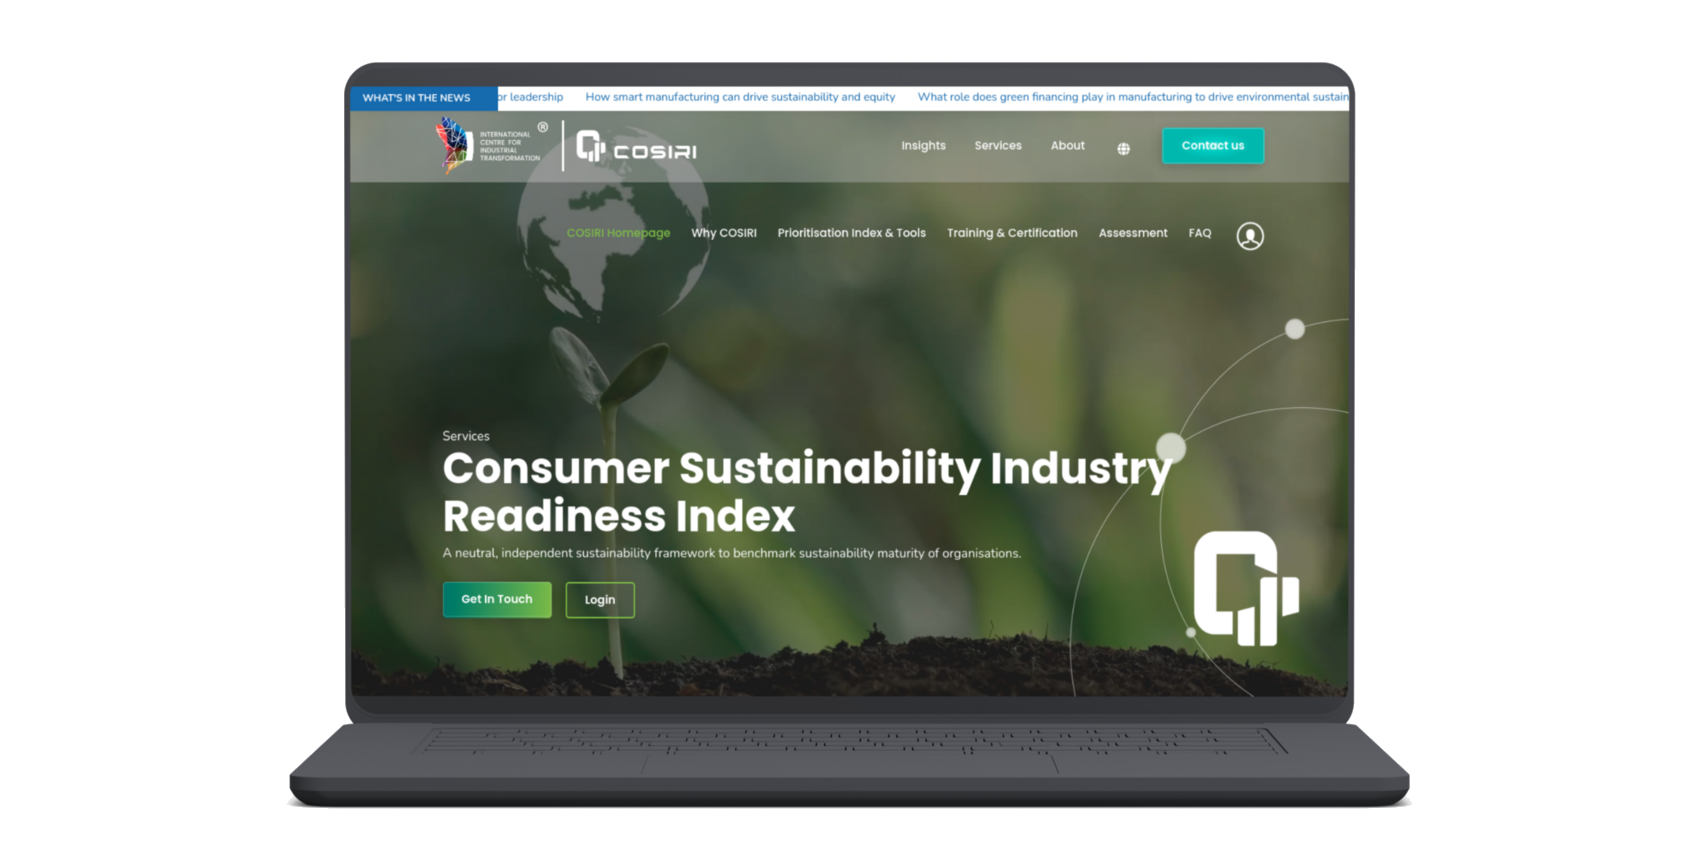 WHAT'S IN THE NEWS
or leadership How smart manufacturing can drive sustainability and equity What role does green financing play in manufacturing to drive environmental sustain
INTERNATIONAL
CENTRE FOR
INDUSTRIAL
TRANSFORMATION
®
COSIRI
Insights Services About Contact us
COSIRI Homepage Why COSIRI Prioritisation Index & Tools Training & Certification Assessment FAQ
Services
Consumer Sustainability Industry
Readiness Index
A neutral, independent sustainability framework to benchmark sustainability maturity of organisations.
Get In Touch Login